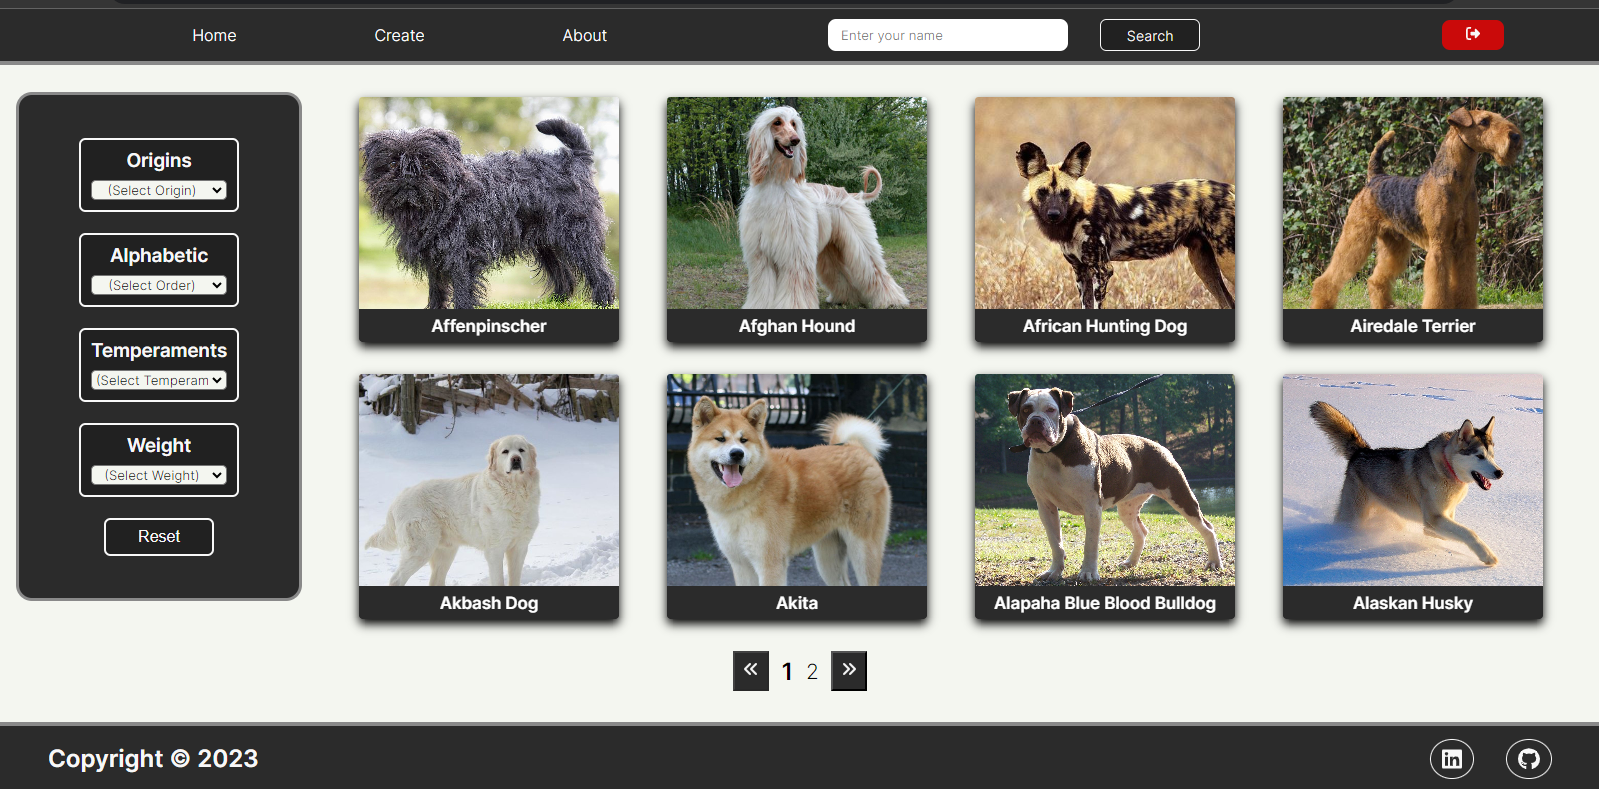 Home Create About Enter your name Search
Origins
(Select Origin)
Alphabetic
(Select Order)
Temperaments
(Select Temperam
Weight
(Select Weight)
Reset
Affenpinscher Afghan Hound African Hunting Dog Airedale Terrier
Akbash Dog Akita Alapaha Blue Blood Bulldog Alaskan Husky
« 1 2 »
Copyright © 2023